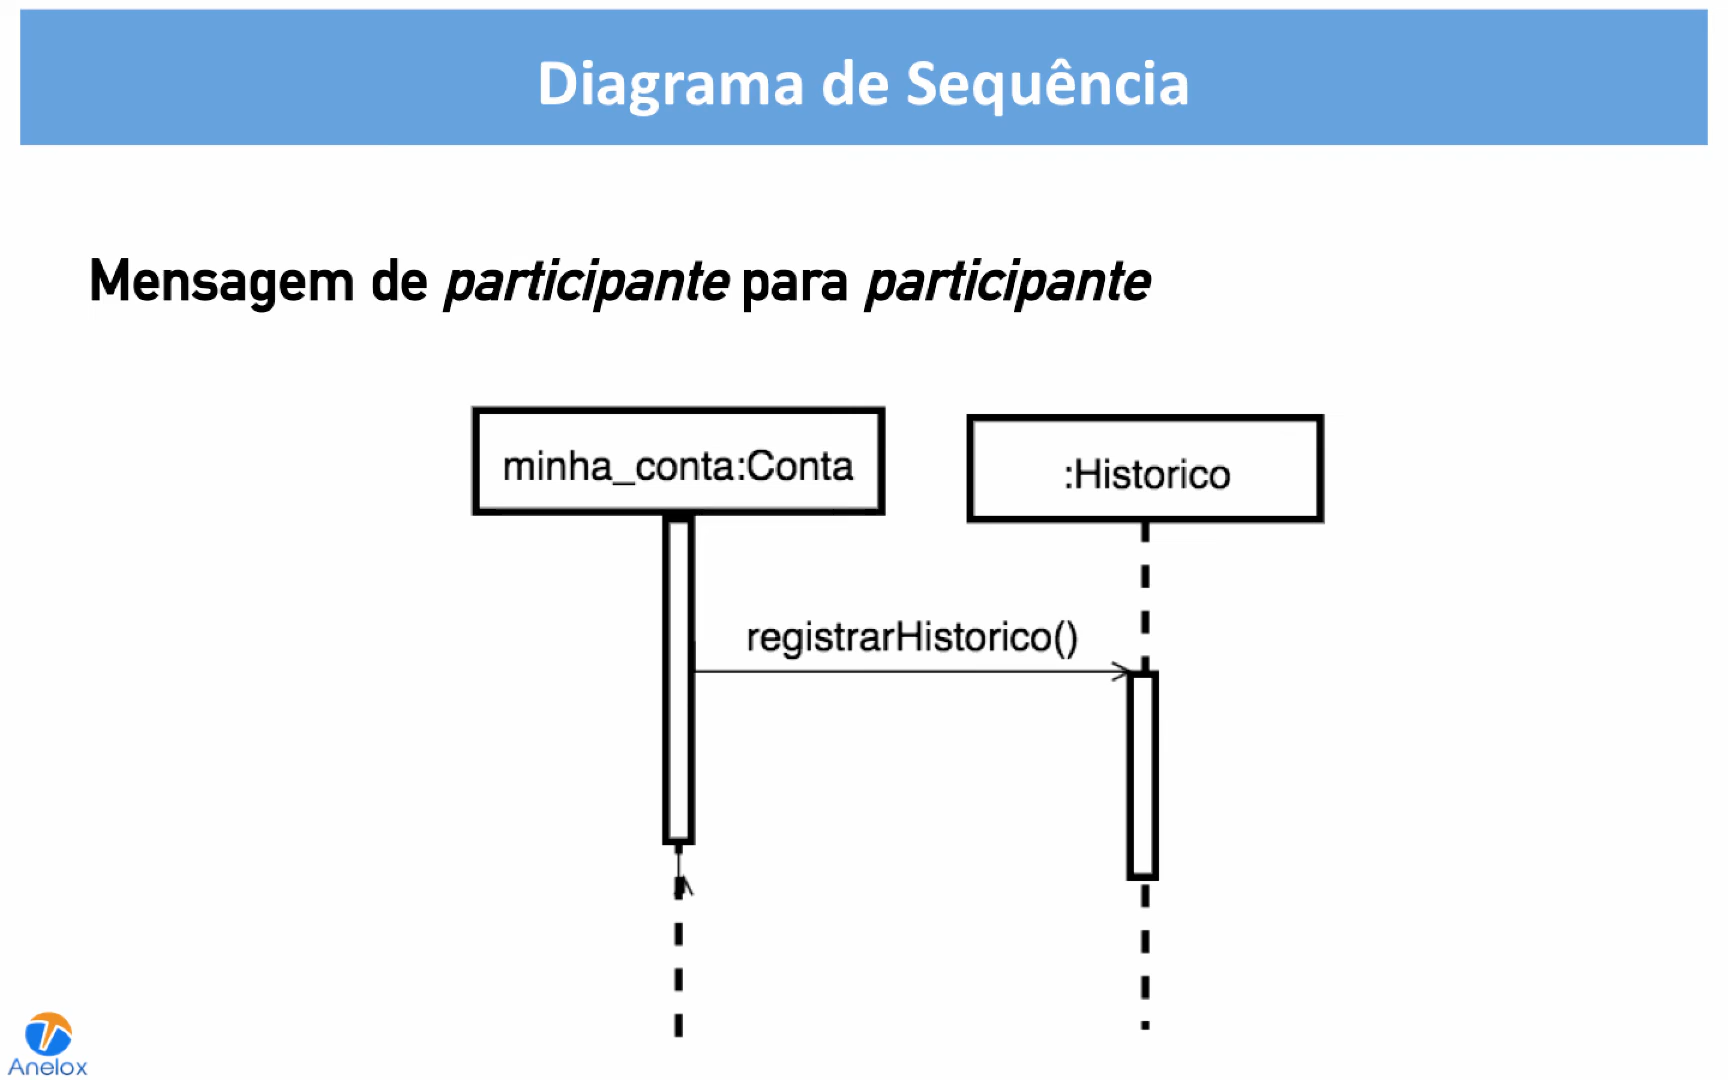 Diagrama de Sequência
Mensagem de participante para participante
minha_conta:Conta
:Historico
registrarHistorico()
Anelox